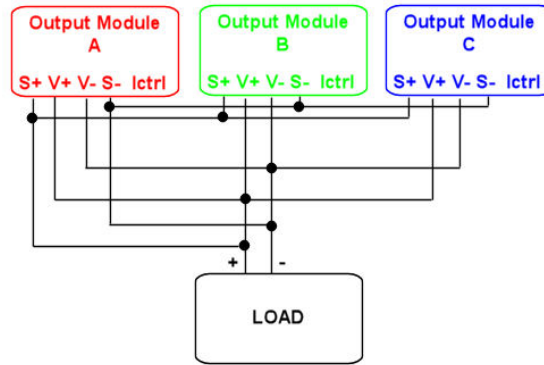 Output Module
A
S+ V+ V- S- Ictrl
Output Module
B
S+ V+ V- S- Ictrl
Output Module
C
S+ V+ V- S- Ictrl
+ -
LOAD